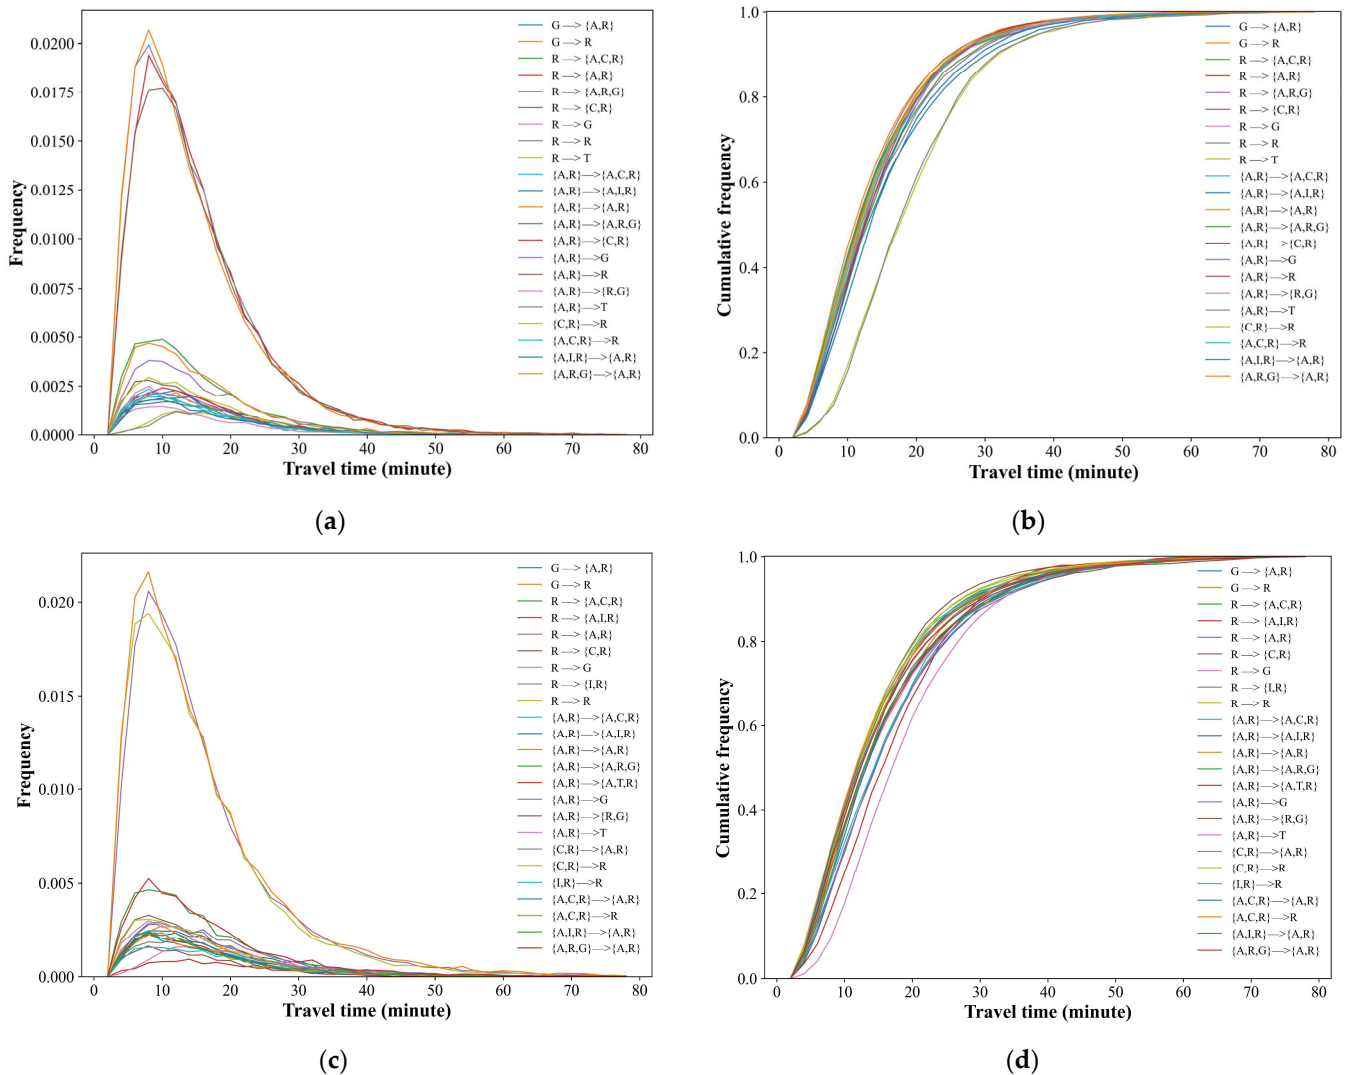 0.0200
0.0175
0.0150
0.0125
0.0100
0.0075
0.0050
0.0025
0.0000
Frequency
0 10 20 30 40 50 60 70 80
Travel time (minute)
G —> {A,R}
G —> R
R —> {A,C,R}
R —> {A,R}
R —> {A,R,G}
R —> {C,R}
R —> G
R —> R
R —> T
{A,R}—>{A,C,R}
{A,R}—>{A,I,R}
{A,R}—>{A,R}
{A,R}—>{A,R,G}
{A,R}—>{C,R}
{A,R}—>G
{A,R}—>R
{A,R}—>{R,G}
{A,R}—>T
{C,R}—>R
{A,C,R}—>R
{A,I,R}—>{A,R}
{A,R,G}—>{A,R}
(a)
1.0
0.8
0.6
0.4
0.2
0.0
Cumulative frequency
0 10 20 30 40 50 60 70 80
Travel time (minute)
G —> {A,R}
G —> R
R —> {A,C,R}
R —> {A,R}
R —> {A,R,G}
R —> {C,R}
R —> G
R —> R
R —> T
{A,R}—>{A,C,R}
{A,R}—>{A,I,R}
{A,R}—>{A,R}
{A,R}—>{A,R,G}
{A,R} >{C,R}
{A,R}—>G
{A,R}—>R
{A,R}—>{R,G}
{A,R}—>T
{C,R}—>R
{A,C,R}—>R
{A,I,R}—>{A,R}
{A,R,G}—>{A,R}
(b)
0.020
0.015
0.010
0.005
0.000
Frequency
0 10 20 30 40 50 60 70 80
Travel time (minute)
G —> {A,R}
G —> R
R —> {A,C,R}
R —> {A,I,R}
R —> {A,R}
R —> {C,R}
R —> G
R —> {I,R}
R —> R
{A,R}—>{A,C,R}
{A,R}—>{A,I,R}
{A,R}—>{A,R}
{A,R}—>{A,R,G}
{A,R}—>{A,T,R}
{A,R}—>G
{A,R}—>{R,G}
{A,R}—>T
{C,R}—>{A,R}
{C,R}—>R
{I,R}—>R
{A,C,R}—>{A,R}
{A,C,R}—>R
{A,I,R}—>{A,R}
{A,R,G}—>{A,R}
(c)
1.0
0.8
0.6
0.4
0.2
0.0
Cumulative frequency
0 10 20 30 40 50 60 70 80
Travel time (minute)
G —> {A,R}
G —> R
R —> {A,C,R}
R —> {A,I,R}
R —> {A,R}
R —> {C,R}
R —> G
R —> {I,R}
R —> R
{A,R}—>{A,C,R}
{A,R}—>{A,I,R}
{A,R}—>{A,R}
{A,R}—>{A,R,G}
{A,R}—>{A,T,R}
{A,R}—>G
{A,R}—>{R,G}
{A,R}—>T
{C,R}—>{A,R}
{C,R}—>R
{I,R}—>R
{A,C,R}—>{A,R}
{A,C,R}—>R
{A,I,R}—>{A,R}
{A,R,G}—>{A,R}
(d)